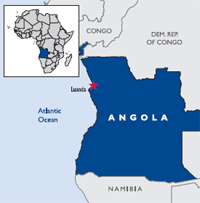 CONGO
DEM. REP.
OF CONGO
Luanda
Atlantic
Ocean
ANGOLA
NAMIBIA